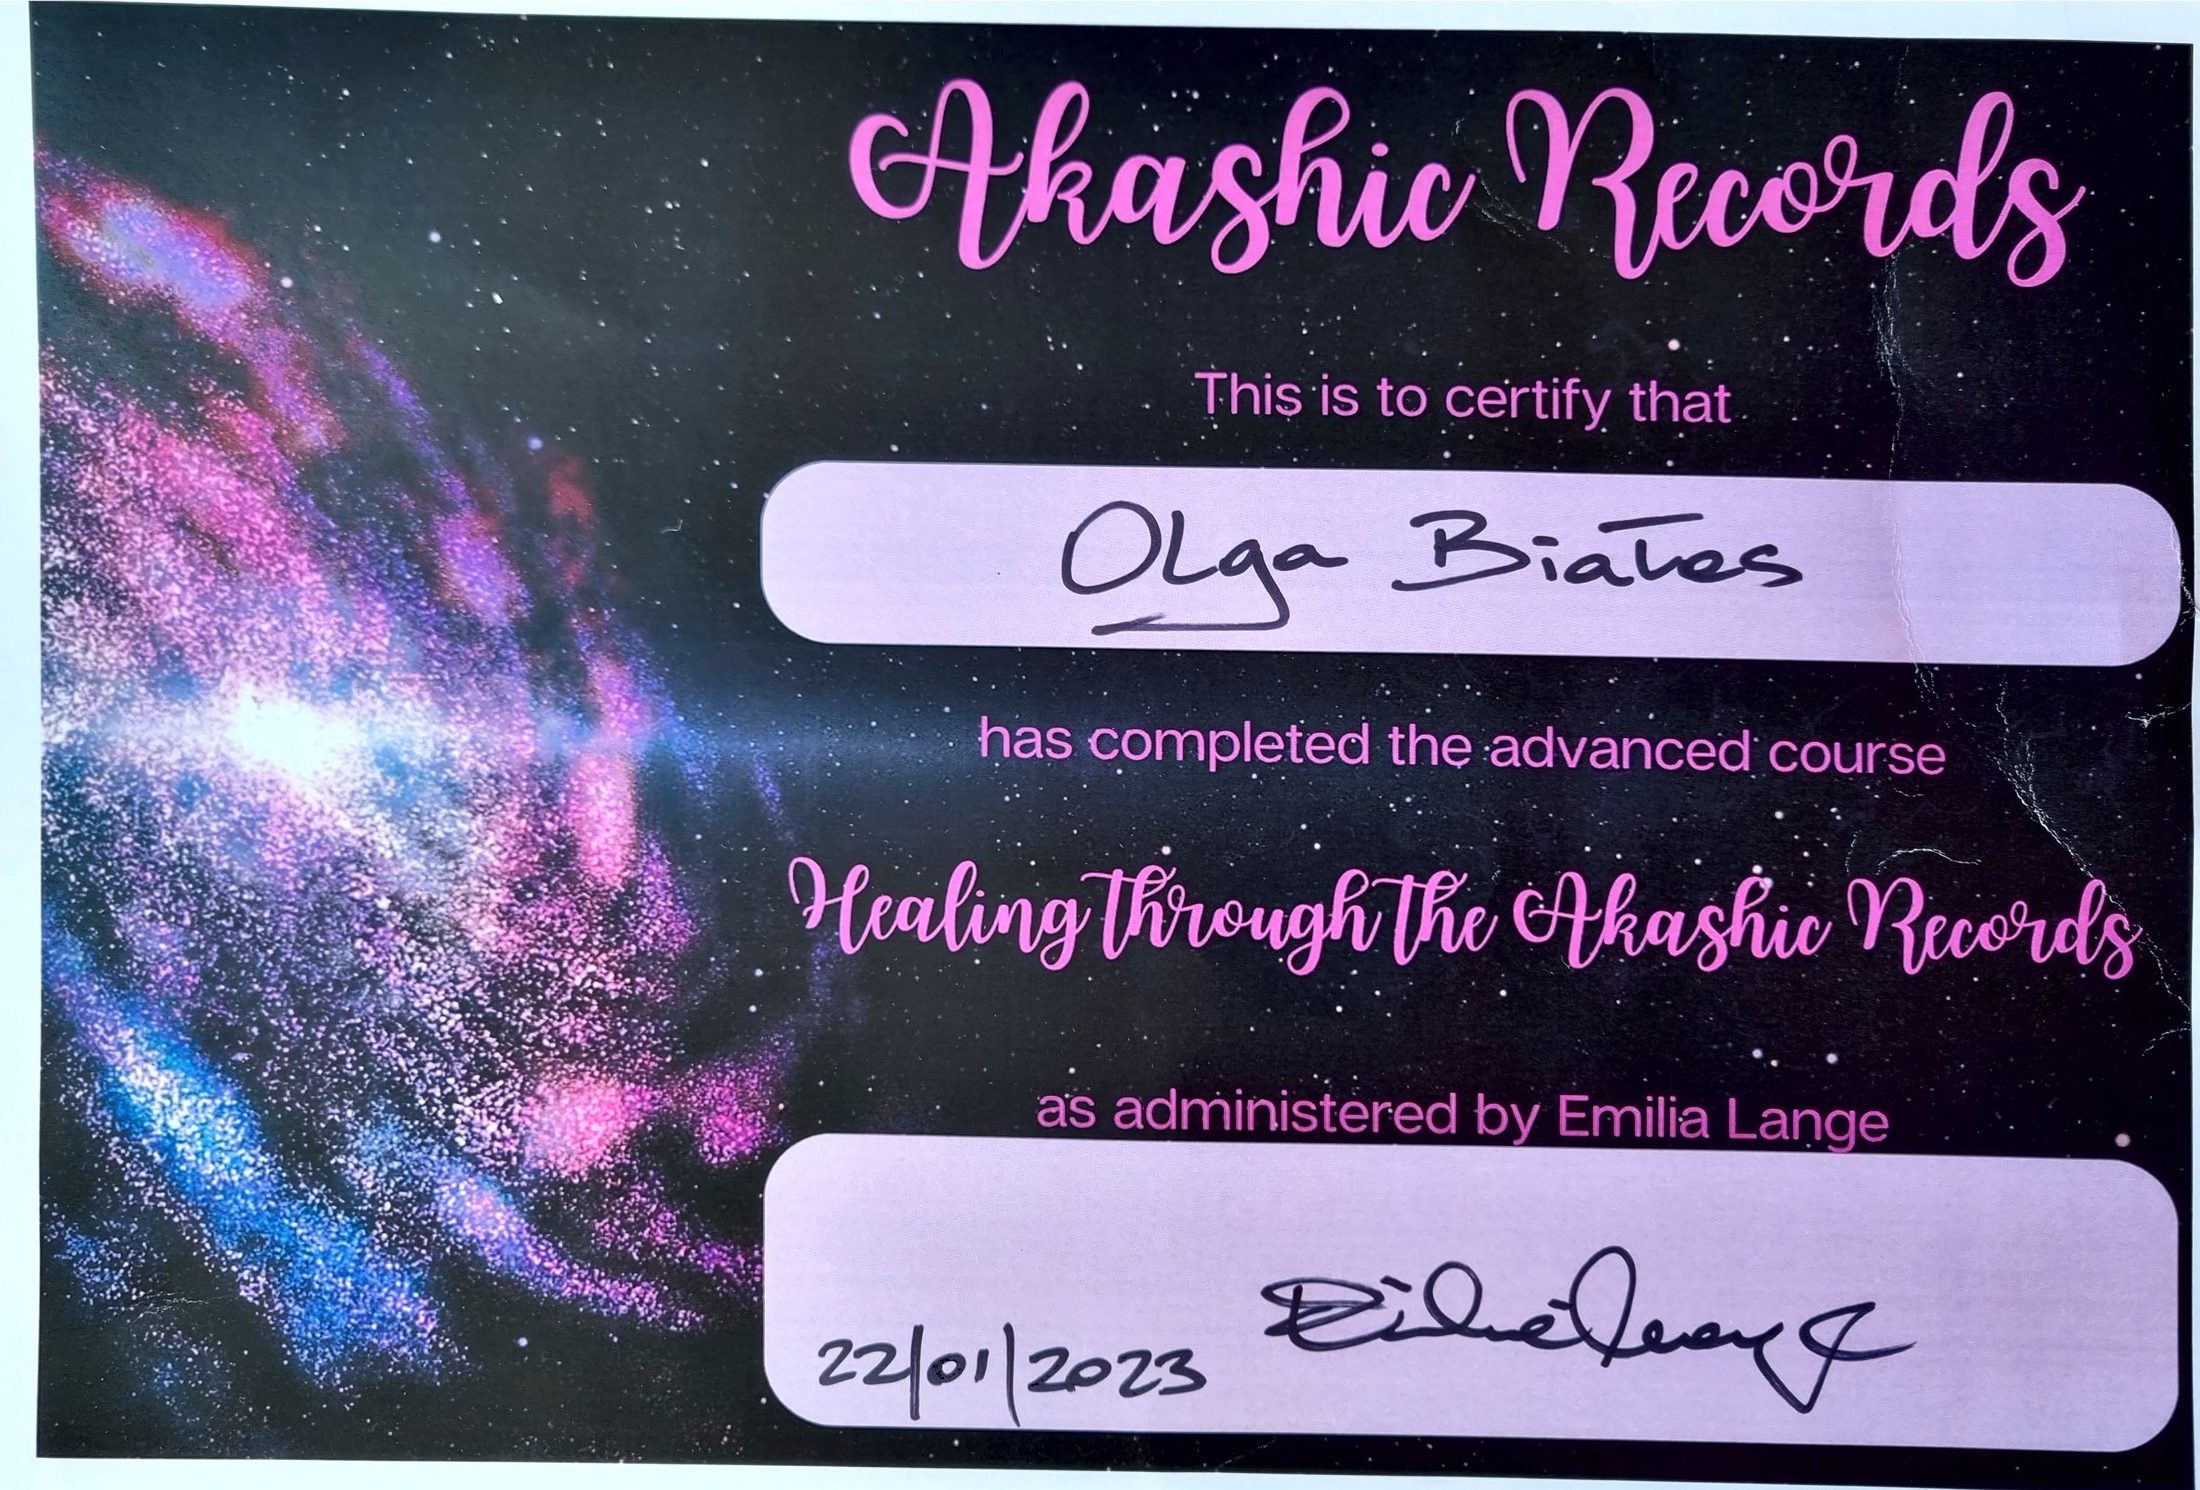 Akashic Records
This is to certify that
Olga
has completed the advanced course
Healing through the Akashic Records
as administered by Emilia Lange
22/01/2023